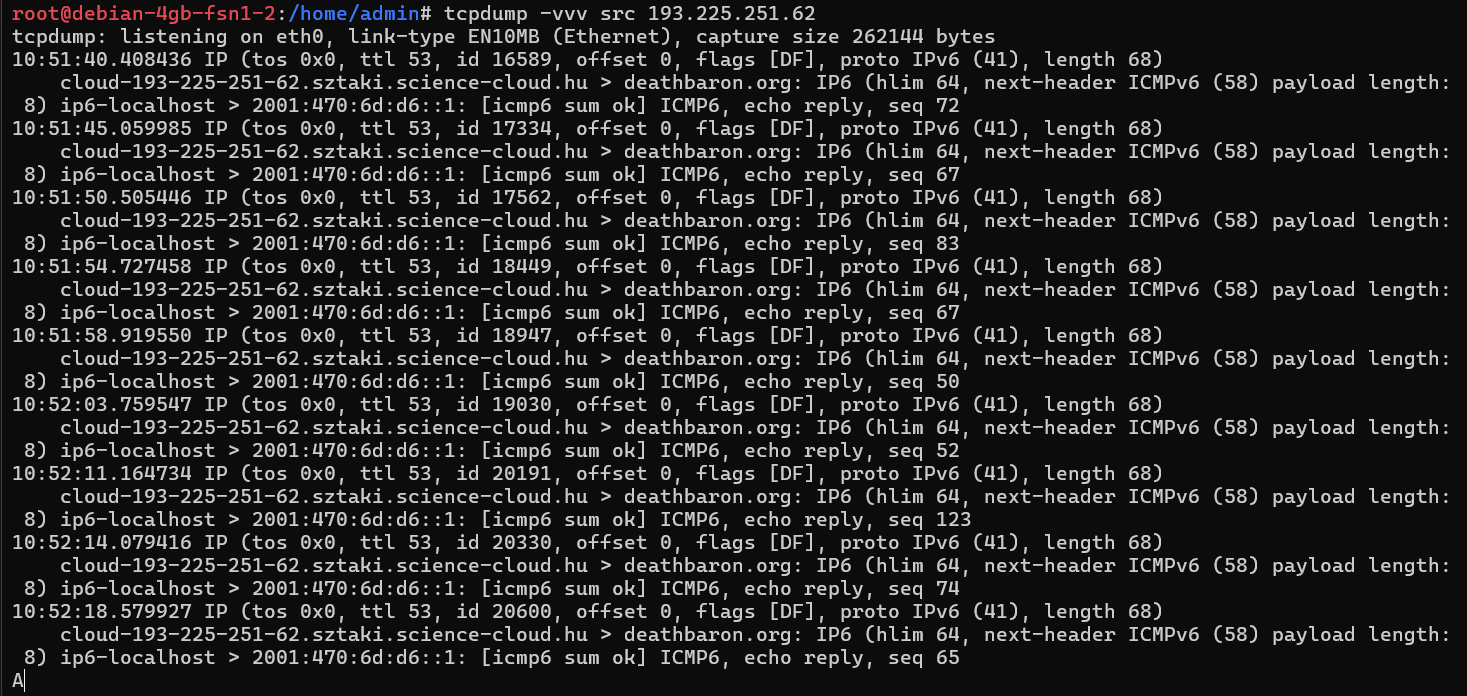 root@debian-4gb-fsn1-2:/home/admin# tcpdump -vvv src 193.225.251.62
tcpdump: listening on eth0, link-type EN10MB (Ethernet), capture size 262144 bytes
10:51:40.408436 IP (tos 0x0, ttl 53, id 16589, offset 0, flags [DF], proto IPv6 (41), length 68)
    cloud-193-225-251-62.sztaki.science-cloud.hu > deathbaron.org: IP6 (hlim 64, next-header ICMPv6 (58) payload length:
 8) ip6-localhost > 2001:470:6d:d6::1: [icmp6 sum ok] ICMP6, echo reply, seq 72
10:51:45.059985 IP (tos 0x0, ttl 53, id 17334, offset 0, flags [DF], proto IPv6 (41), length 68)
    cloud-193-225-251-62.sztaki.science-cloud.hu > deathbaron.org: IP6 (hlim 64, next-header ICMPv6 (58) payload length:
 8) ip6-localhost > 2001:470:6d:d6::1: [icmp6 sum ok] ICMP6, echo reply, seq 67
10:51:50.505446 IP (tos 0x0, ttl 53, id 17562, offset 0, flags [DF], proto IPv6 (41), length 68)
    cloud-193-225-251-62.sztaki.science-cloud.hu > deathbaron.org: IP6 (hlim 64, next-header ICMPv6 (58) payload length:
 8) ip6-localhost > 2001:470:6d:d6::1: [icmp6 sum ok] ICMP6, echo reply, seq 83
10:51:54.727458 IP (tos 0x0, ttl 53, id 18449, offset 0, flags [DF], proto IPv6 (41), length 68)
    cloud-193-225-251-62.sztaki.science-cloud.hu > deathbaron.org: IP6 (hlim 64, next-header ICMPv6 (58) payload length:
 8) ip6-localhost > 2001:470:6d:d6::1: [icmp6 sum ok] ICMP6, echo reply, seq 67
10:51:58.919550 IP (tos 0x0, ttl 53, id 18947, offset 0, flags [DF], proto IPv6 (41), length 68)
    cloud-193-225-251-62.sztaki.science-cloud.hu > deathbaron.org: IP6 (hlim 64, next-header ICMPv6 (58) payload length:
 8) ip6-localhost > 2001:470:6d:d6::1: [icmp6 sum ok] ICMP6, echo reply, seq 50
10:52:03.759547 IP (tos 0x0, ttl 53, id 19030, offset 0, flags [DF], proto IPv6 (41), length 68)
    cloud-193-225-251-62.sztaki.science-cloud.hu > deathbaron.org: IP6 (hlim 64, next-header ICMPv6 (58) payload length:
 8) ip6-localhost > 2001:470:6d:d6::1: [icmp6 sum ok] ICMP6, echo reply, seq 52
10:52:11.164734 IP (tos 0x0, ttl 53, id 20191, offset 0, flags [DF], proto IPv6 (41), length 68)
    cloud-193-225-251-62.sztaki.science-cloud.hu > deathbaron.org: IP6 (hlim 64, next-header ICMPv6 (58) payload length:
 8) ip6-localhost > 2001:470:6d:d6::1: [icmp6 sum ok] ICMP6, echo reply, seq 123
10:52:14.079416 IP (tos 0x0, ttl 53, id 20330, offset 0, flags [DF], proto IPv6 (41), length 68)
    cloud-193-225-251-62.sztaki.science-cloud.hu > deathbaron.org: IP6 (hlim 64, next-header ICMPv6 (58) payload length:
 8) ip6-localhost > 2001:470:6d:d6::1: [icmp6 sum ok] ICMP6, echo reply, seq 74
10:52:18.579927 IP (tos 0x0, ttl 53, id 20600, offset 0, flags [DF], proto IPv6 (41), length 68)
    cloud-193-225-251-62.sztaki.science-cloud.hu > deathbaron.org: IP6 (hlim 64, next-header ICMPv6 (58) payload length:
 8) ip6-localhost > 2001:470:6d:d6::1: [icmp6 sum ok] ICMP6, echo reply, seq 65
A